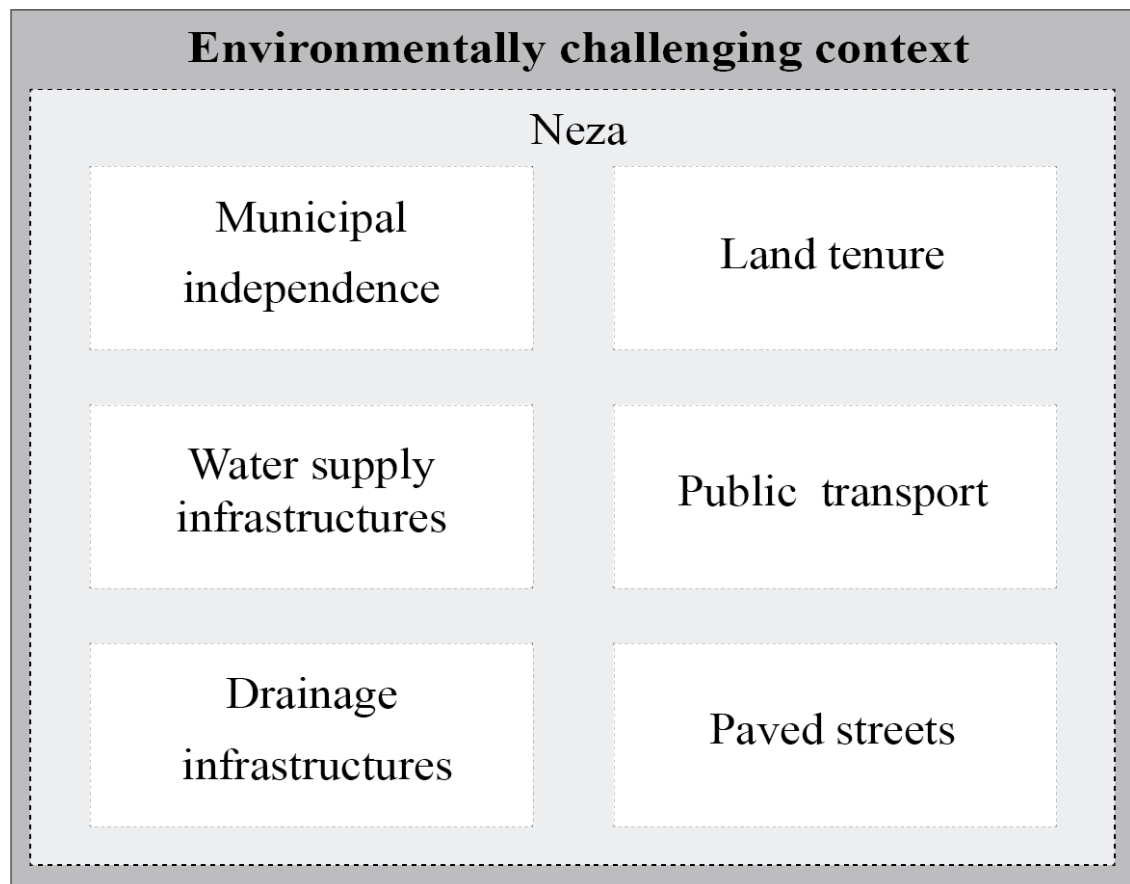 Environmentally challenging context
Neza
Municipal
independence
Land tenure
Water supply
infrastructures
Public transport
Drainage
infrastructures
Paved streets